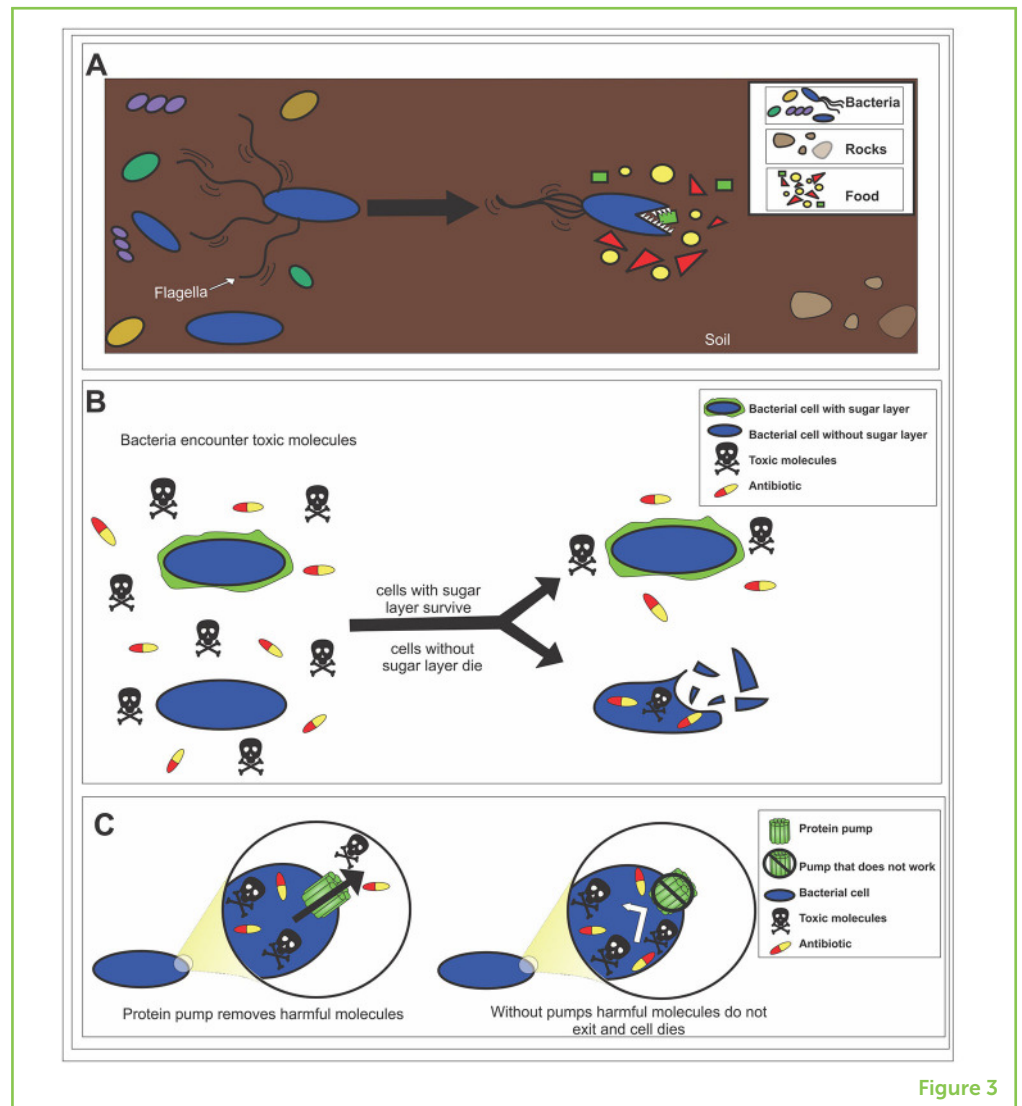 A
Bacteria
Rocks
Food
Flagella
Soil
B
Bacteria encounter toxic molecules
Bacterial cell with sugar layer
Bacterial cell without sugar layer
Toxic molecules
Antibiotic
cells with sugar
layer survive
cells without
sugar layer die
C
Protein pump
Pump that does not work
Bacterial cell
Toxic molecules
Antibiotic
Protein pump removes harmful molecules
Without pumps harmful molecules do not
exit and cell dies
Figure 3